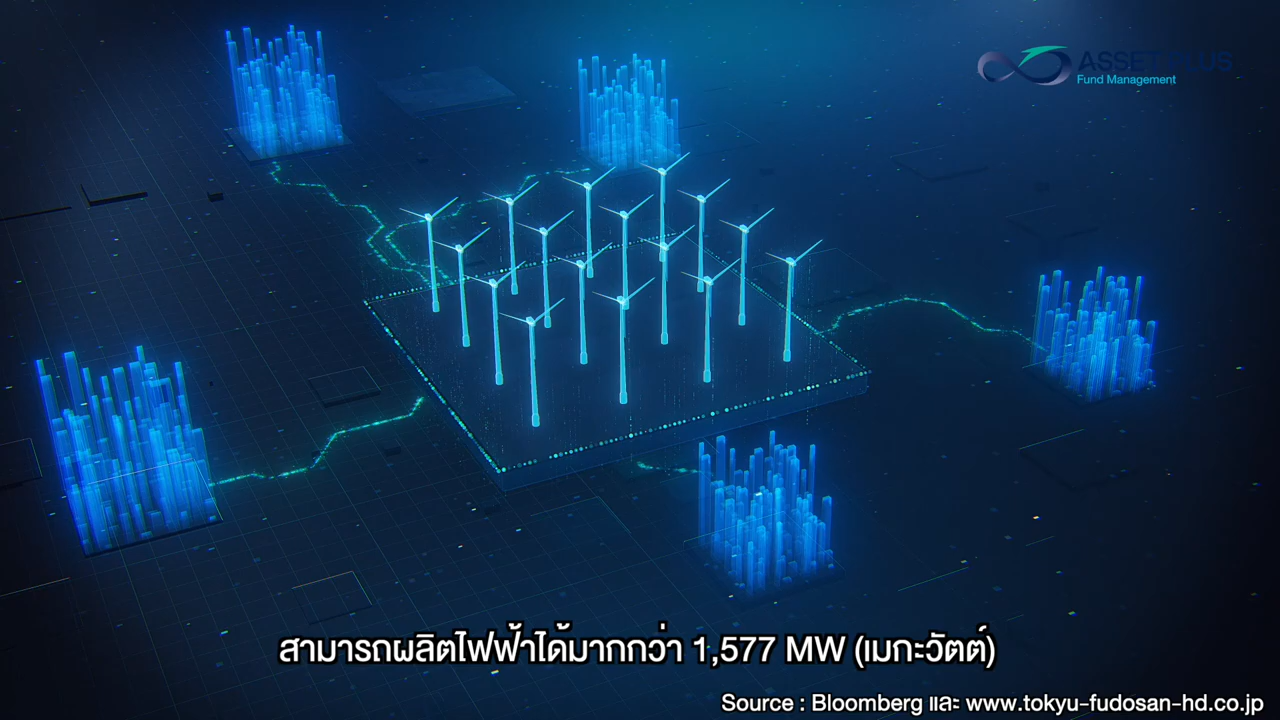 ASSET PLUS
Fund Management
สามารถผลิตไฟฟ้าได้มากกว่า 1,577 MW (เมกะวัตต์)
Source : Bloomberg และ www.tokyu-fudosan-hd.co.jp